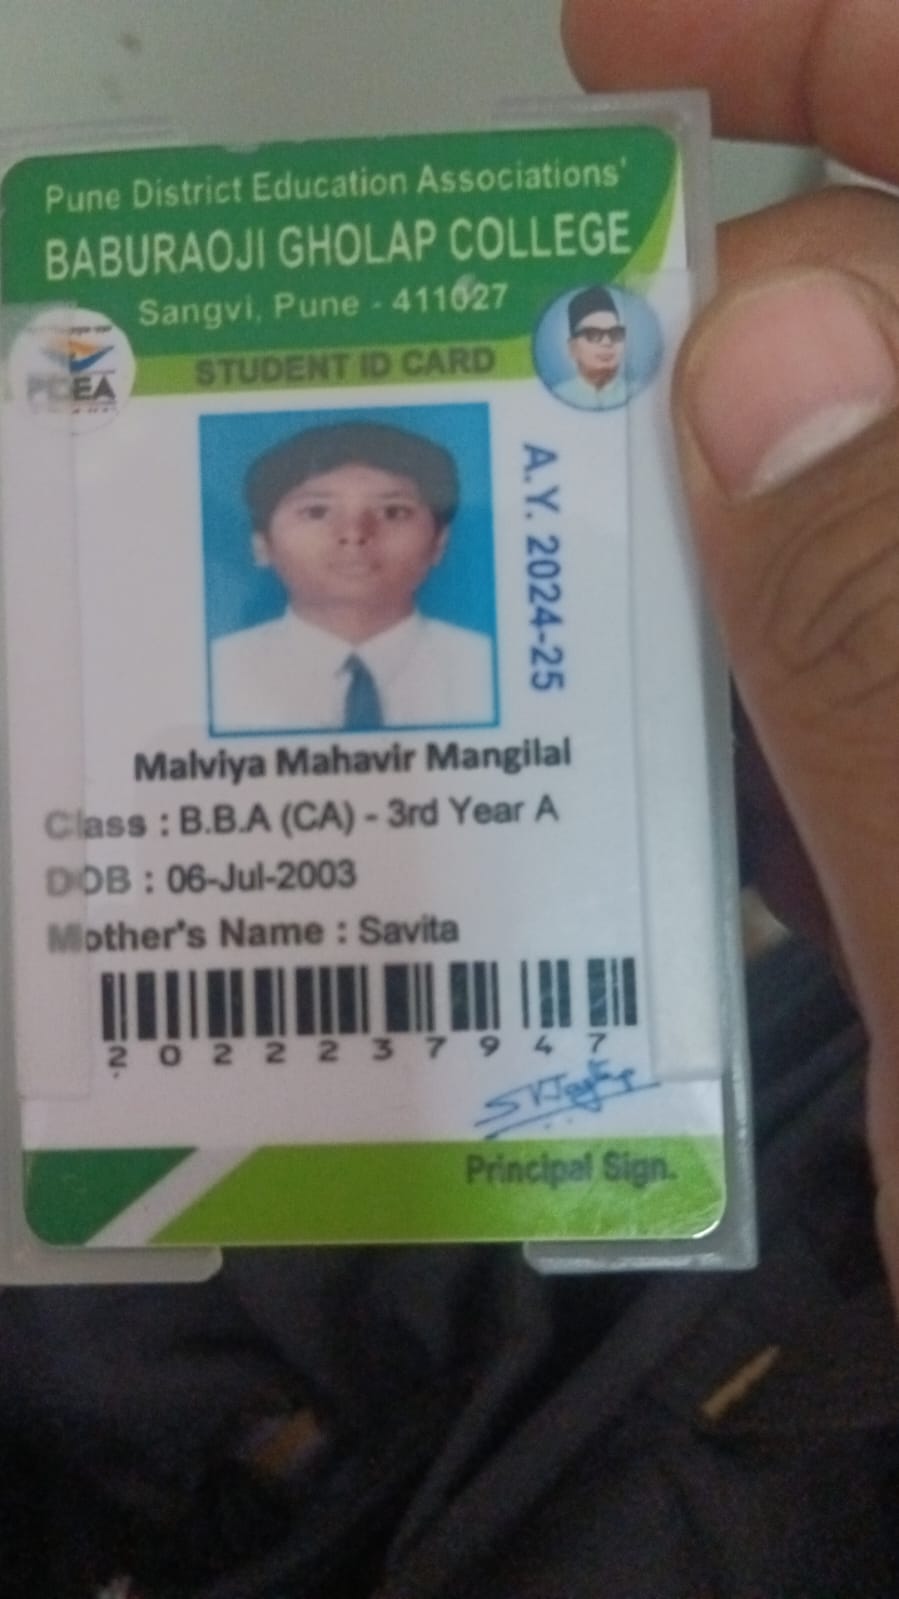 Pune District Education Associations'
BABURAOJI GHOLAP COLLEGE
Sangvi, Pune - 411027
STUDENT ID CARD
PDEA
A.Y. 2024-25
Malviya Mahavir Mangilal
Class : B.B.A (CA) - 3rd Year A
DOB : 06-Jul-2003
Mother's Name : Savita
2022237947
Principal Sign.